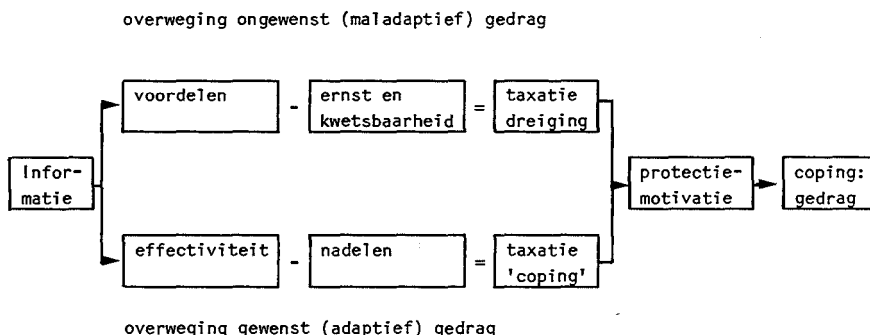 overweging ongewenst (maladaptief) gedrag
voordelen - ernst en kwetsbaarheid = taxatie dreiging
Infor-
matie
protectie-
motivatie
coping:
gedrag
effectiviteit - nadelen = taxatie 'coping'
overweging gewenst (adaptief) gedrag